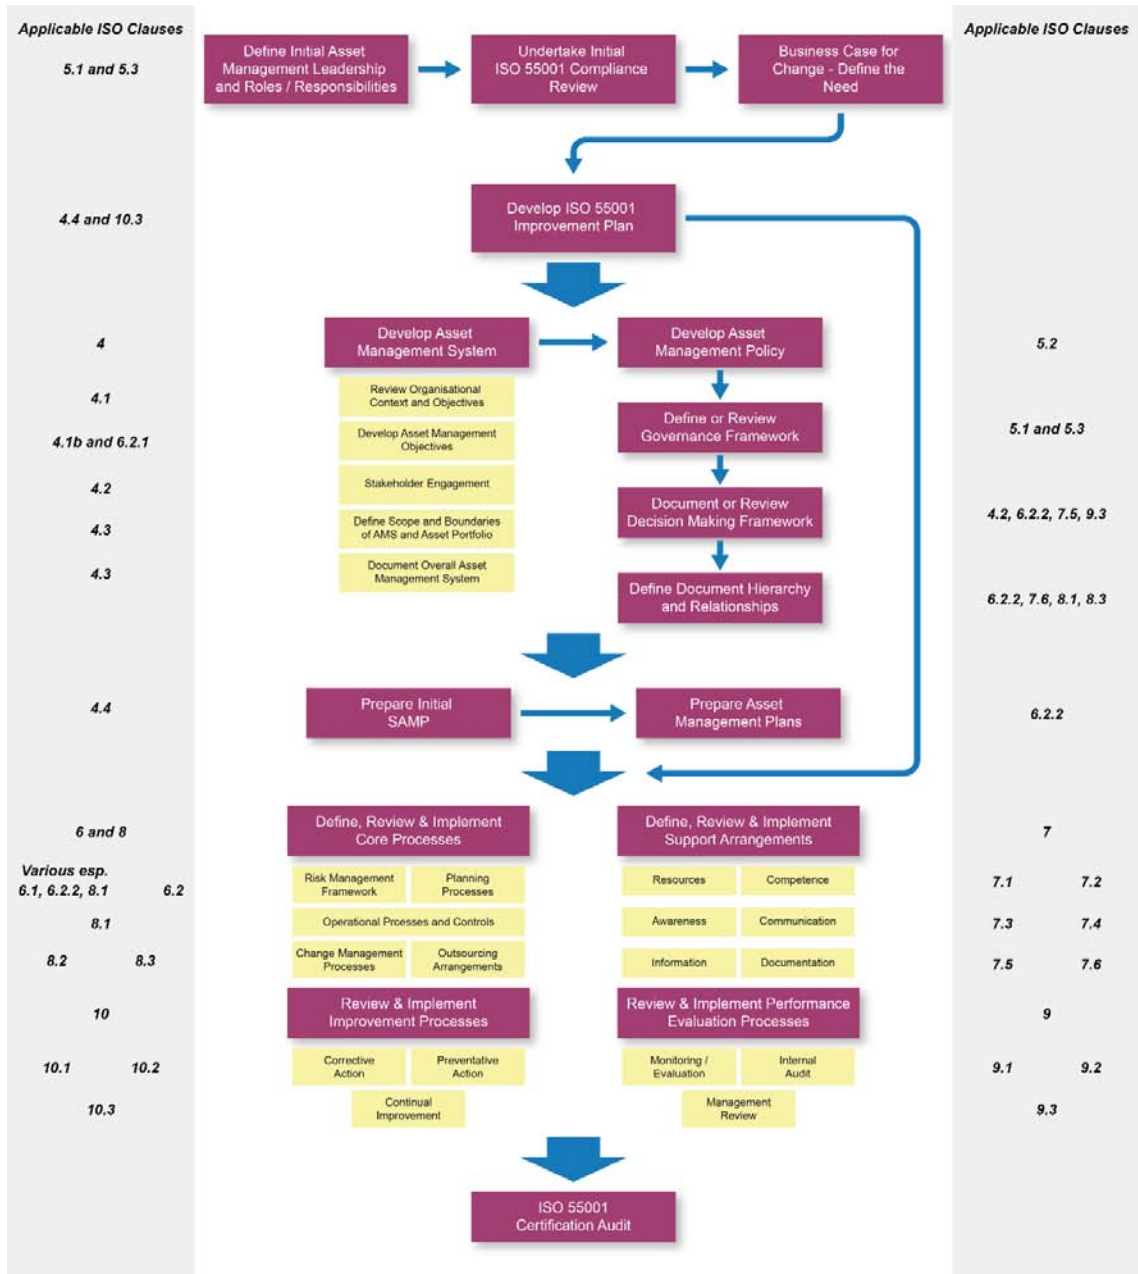 Applicable ISO Clauses
Applicable ISO Clauses
Define Initial Asset
Management Leadership
and Roles / Responsibilities
Undertake Initial
ISO 55001 Compliance
Review
Business Case for
Change - Define the
Need
5.1 and 5.3
Develop ISO 55001
Improvement Plan
4.4 and 10.3
4
Develop Asset
Management System
Develop Asset
Management Policy
5.2
4.1
Review Organisational
Context and Objectives
4.1b and 6.2.1
Develop Asset Management
Objectives
Define or Review
Governance Framework
5.1 and 5.3
4.2
Stakeholder Engagement
4.3
Define Scope and Boundaries
of AMS and Asset Portfolio
Document or Review
Decision Making Framework
4.2, 6.2.2, 7.5, 9.3
4.3
Document Overall Asset
Management System
Define Document Hierarchy
and Relationships
6.2.2, 7.6, 8.1, 8.3
4.4
Prepare Initial
SAMP
Prepare Asset
Management Plans
6.2.2
6 and 8
Define, Review & Implement
Core Processes
Define, Review & Implement
Support Arrangements
7
Various esp.
6.1, 6.2.2, 8.1
6.2
Risk Management
Framework
Planning
Processes
Resources
Competence
7.1
7.2
8.1
Operational Processes and Controls
Awareness
Communication
7.3
7.4
8.2
8.3
Change Management
Processes
Outsourcing
Arrangements
Information
Documentation
7.5
7.6
10
Review & Implement
Improvement Processes
Review & Implement Performance
Evaluation Processes
9
10.1
10.2
Corrective
Action
Preventative
Action
Monitoring /
Evaluation
Internal
Audit
9.1
9.2
10.3
Continual
Improvement
Management
Review
9.3
ISO 55001
Certification Audit